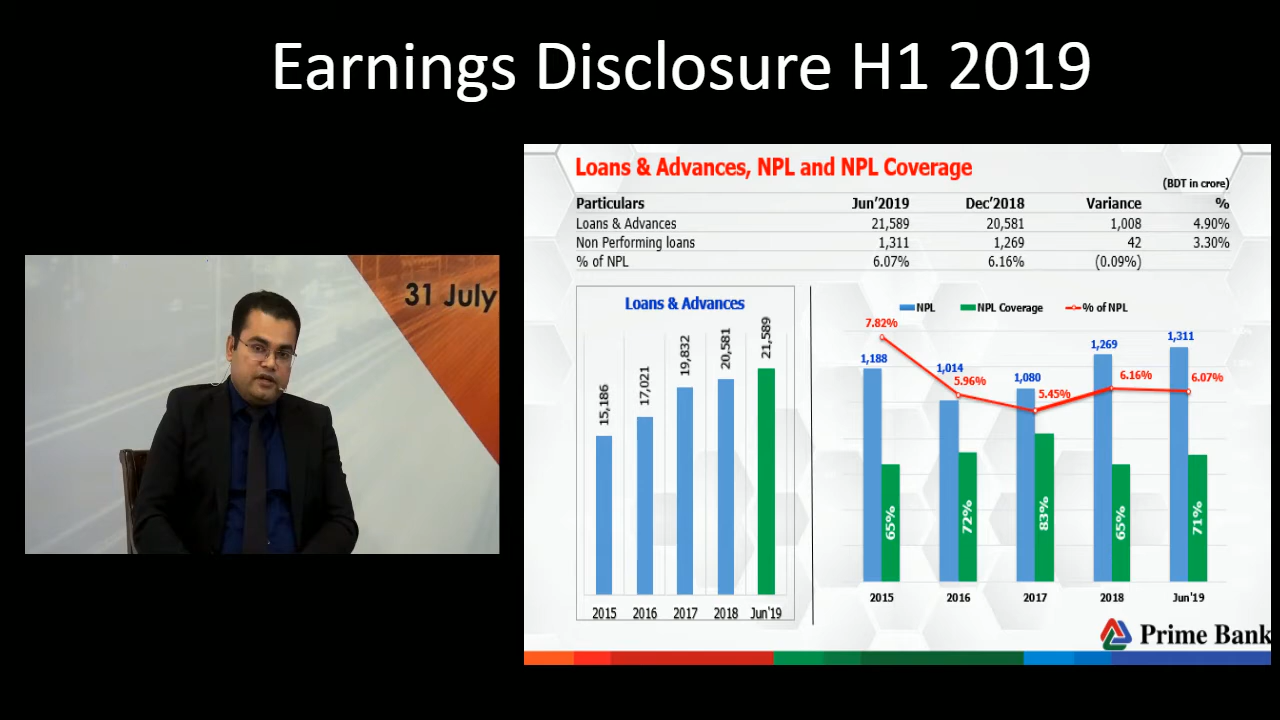 Earnings Disclosure H1 2019
31 July
Loans & Advances, NPL and NPL Coverage
(BDT in crore)
Particulars Jun'2019 Dec'2018 Variance %
Loans & Advances 21,589 20,581 1,008 4.90%
Non Performing loans 1,311 1,269 42 3.30%
% of NPL 6.07% 6.16% (0.09%)
Loans & Advances
15,186 17,021 19,832 20,581 21,589
2015 2016 2017 2018 Jun'19
NPL NPL Coverage % of NPL
7.82% 5.96% 5.45% 6.16% 6.07%
1,188 1,014 1,080 1,269 1,311
65% 72% 83% 65% 71%
2015 2016 2017 2018 Jun'19
Prime Bank